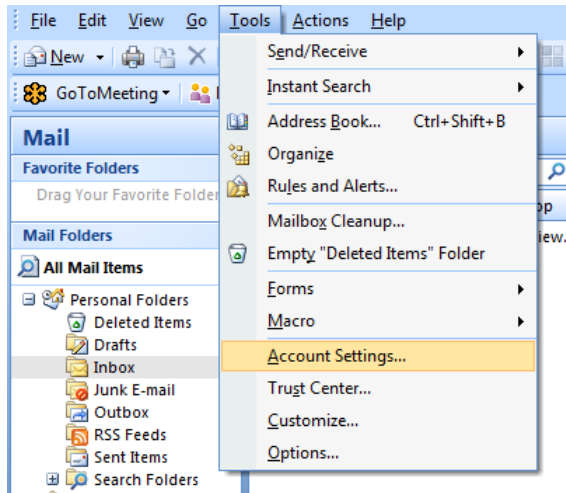 File Edit View Go Tools Actions Help
New
GoToMeeting
Mail
Favorite Folders
Drag Your Favorite Folder
Mail Folders
All Mail Items
Personal Folders
Deleted Items
Drafts
Inbox
Junk E-mail
Outbox
RSS Feeds
Sent Items
Search Folders
Send/Receive
Instant Search
Address Book... Ctrl+Shift+B
Organize
Rules and Alerts...
Mailbox Cleanup...
Empty "Deleted Items" Folder
Forms
Macro
Account Settings...
Trust Center...
Customize...
Options...